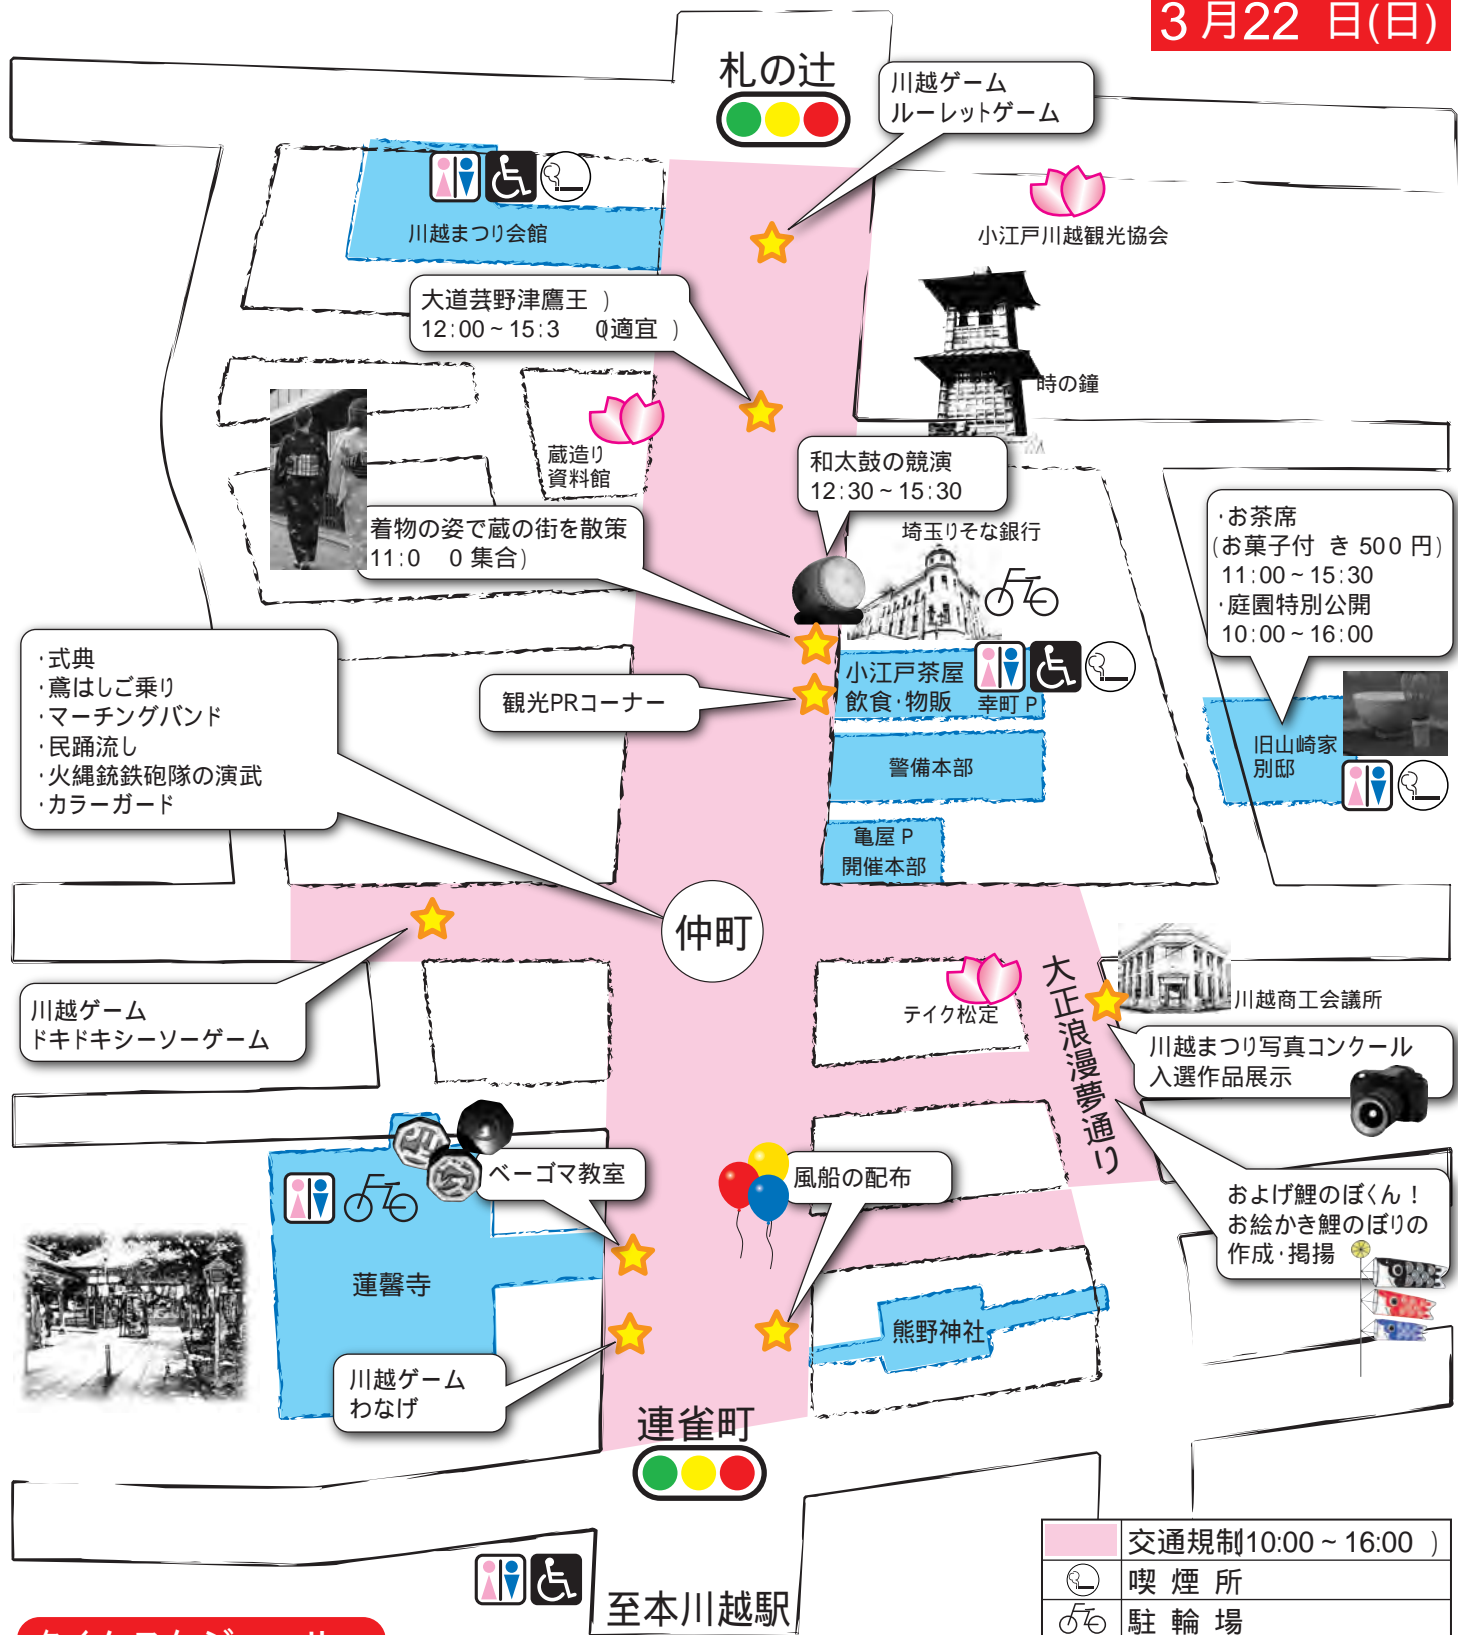 3月22 日(日)
札の辻
川越ゲーム
ルーレットゲーム
川越まつり会館
小江戸川越観光協会
大道芸野津鷹王 )
12:00~15:3 0(適宜 )
時の鐘
蔵造り
資料館
和太鼓の競演
12:30~15:30
着物の姿で蔵の街を散策
11:0 0 集合)
埼玉りそな銀行
・お茶席
(お菓子付 き 500 円)
11:00~15:30
・庭園特別公開
10:00~16:00
・式典
・鳶はしご乗り
・マーチングバンド
・民踊流し
・火縄銃鉄砲隊の演武
・カラーガード
観光PRコーナー
小江戸茶屋
飲食・物販 幸町 P
警備本部
旧山崎家
別邸
亀屋 P
開催本部
仲町
川越ゲーム
ドキドキシーソーゲーム
テイク松定
大正浪漫夢通り
川越商工会議所
川越まつり写真コンクール
入選作品展示
ベーゴマ教室
風船の配布
およげ鯉のぼくん!
お絵かき鯉のぼりの
作成・掲揚
蓮馨寺
熊野神社
川越ゲーム
わなげ
連雀町
交通規制(10:00~16:00 )
喫 煙 所
駐 輪 場
至本川越駅